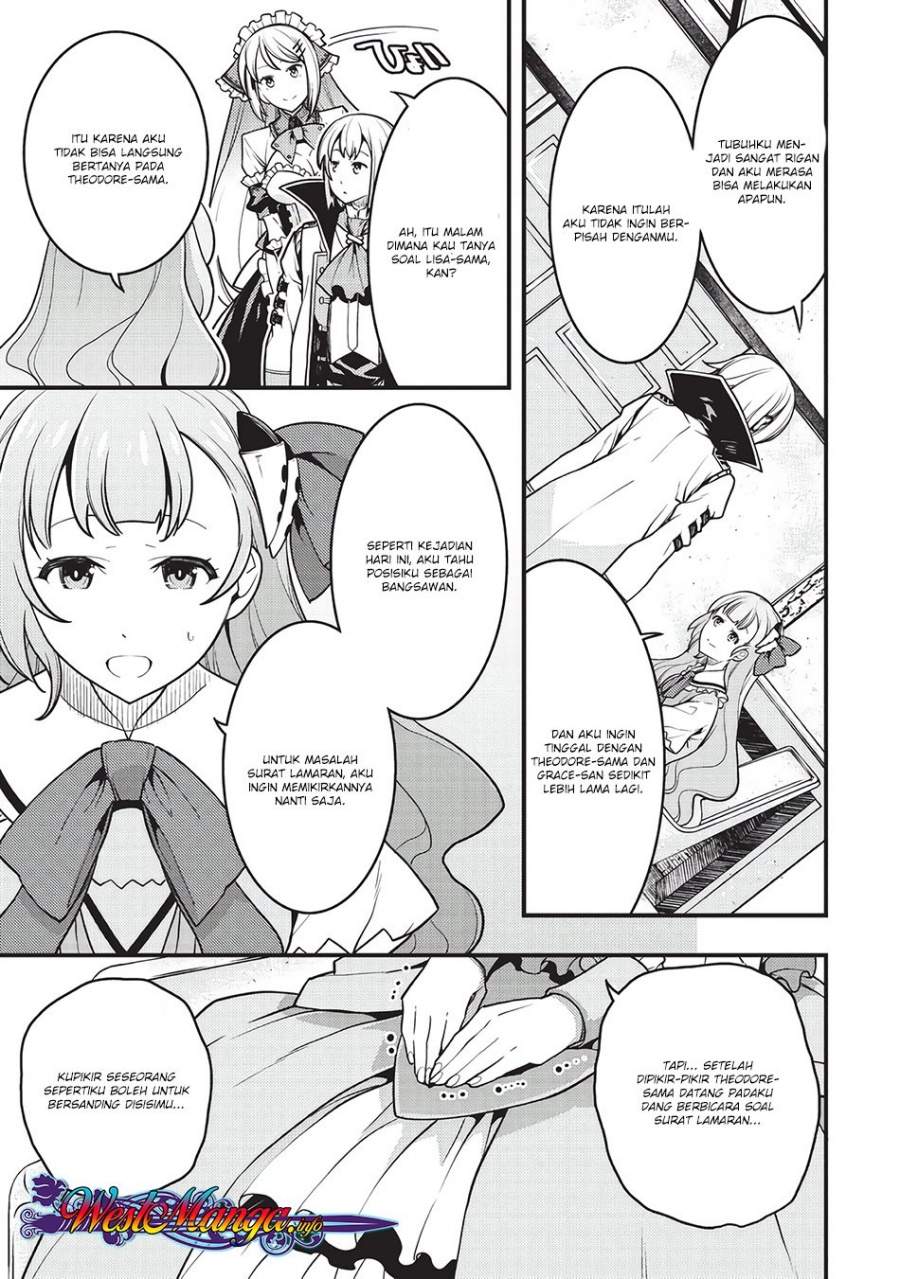 TUBUHKU MEN-
JADI SANGAT RIGAN
DAN AKU MERASA
BISA MELAKUKAN
APAPUN.
KARENA ITULAH
AKU TIDAK INGIN BER-
PISAH DENGANMU.
DAN AKU INGIN
TINGGAL DENGAN
THEODORE-SAMA DAN
GRACE-SAN SEDIKIT
LEBIH LAMA LAGI.
ひょい
AH, ITU MALAM
DIMANA KAU TANYA
SOAL LISA-SAMA,
KAN?
ITU KARENA AKU
TIDAK BISA LANGSUNG
BERTANYA PADA
THEODORE-SAMA.
SEPERTI KEJADIAN
HARI INI, AKU TAHU
POSISIKU SEBAGAI
BANGSAWAN.
UNTUK MASALAH
SURAT LAMARAN, AKU
INGIN MEMIKIRKANNYA
NANTI SAJA.
TAPI... SETELAH
DIPIKIR-PIKIR THEODORE-
SAMA DATANG PADAKU
DANG BERBICARA SOAL
SURAT LAMARAN...
KUPIKIR SESEORANG
SEPERTIKU BOLEH UNTUK
BERSANDING DISISIMU...
WestManga.info